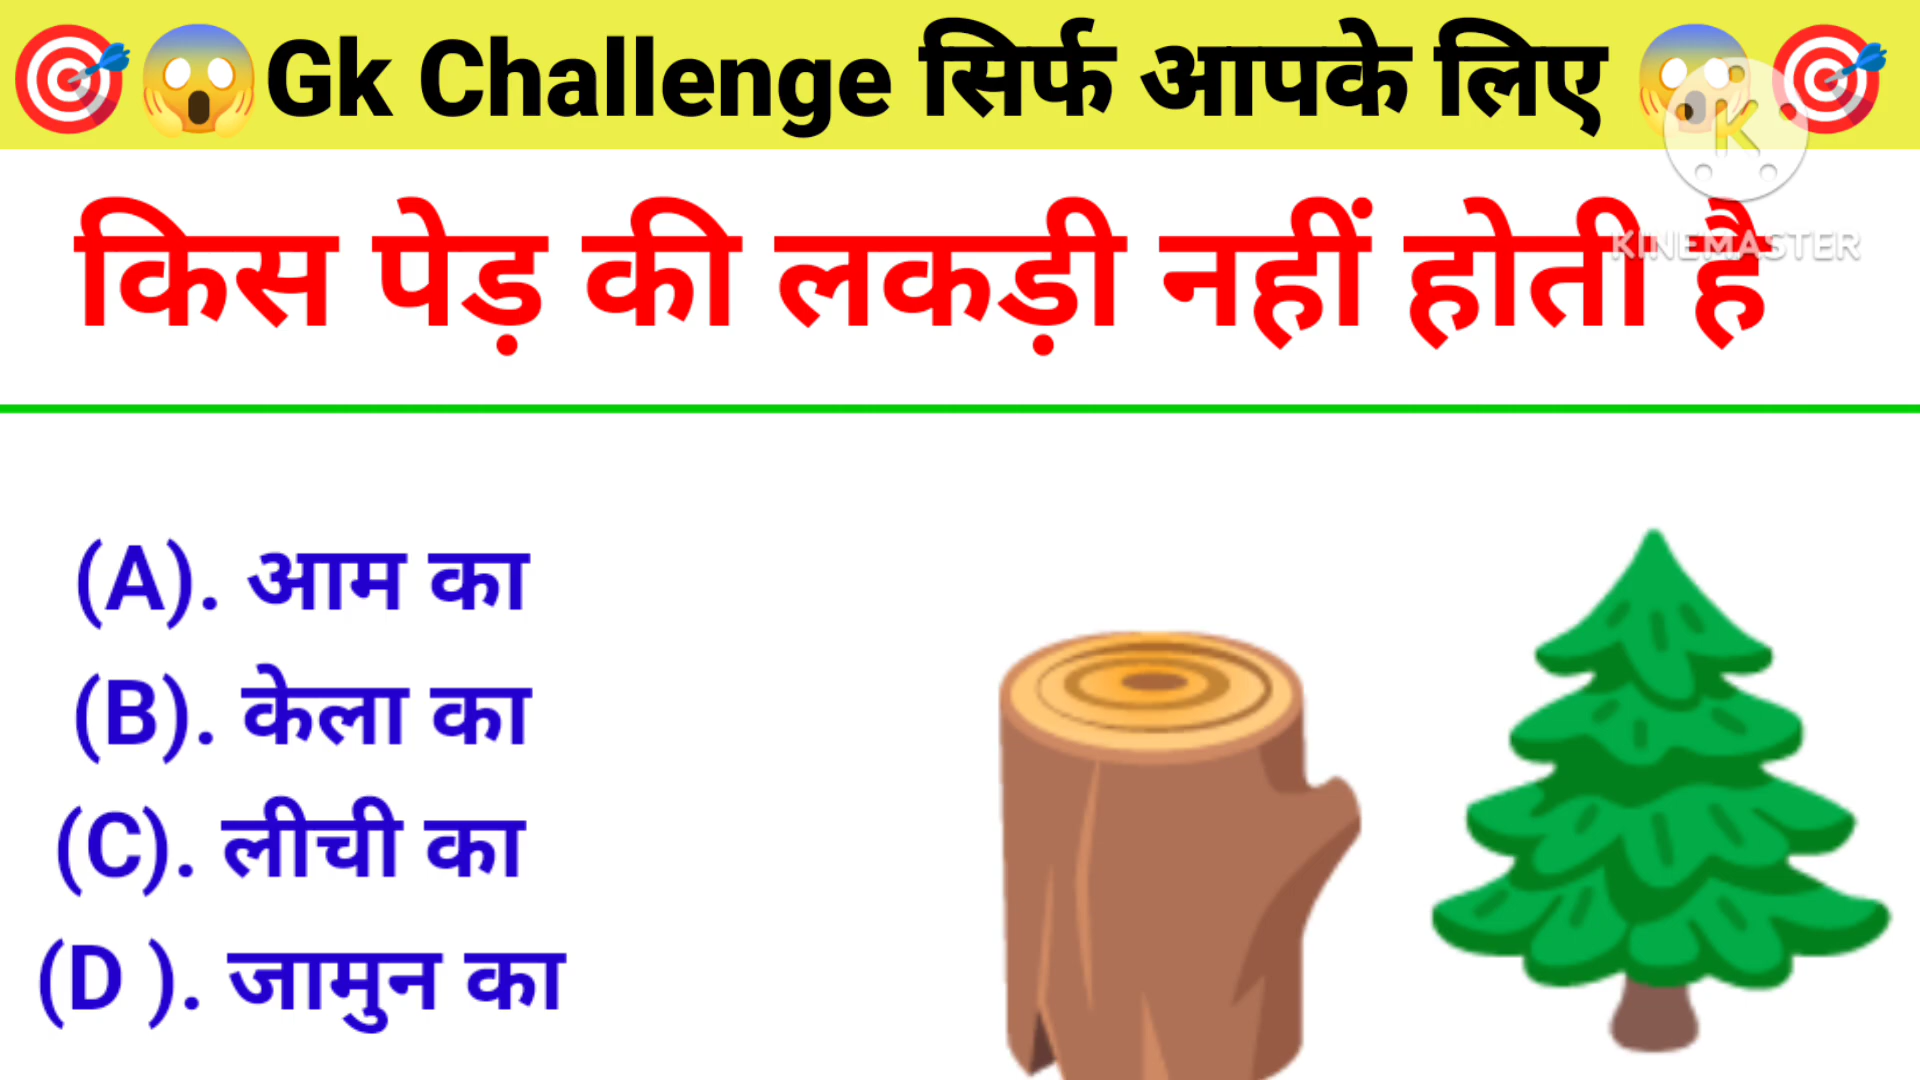 Gk Challenge सिर्फ आपके लिए
K
KINEMASTER
किस पेड़ की लकड़ी नहीं होती है
(A). आम का
(B). केला का
(C). लीची का
(D ). जामुन का